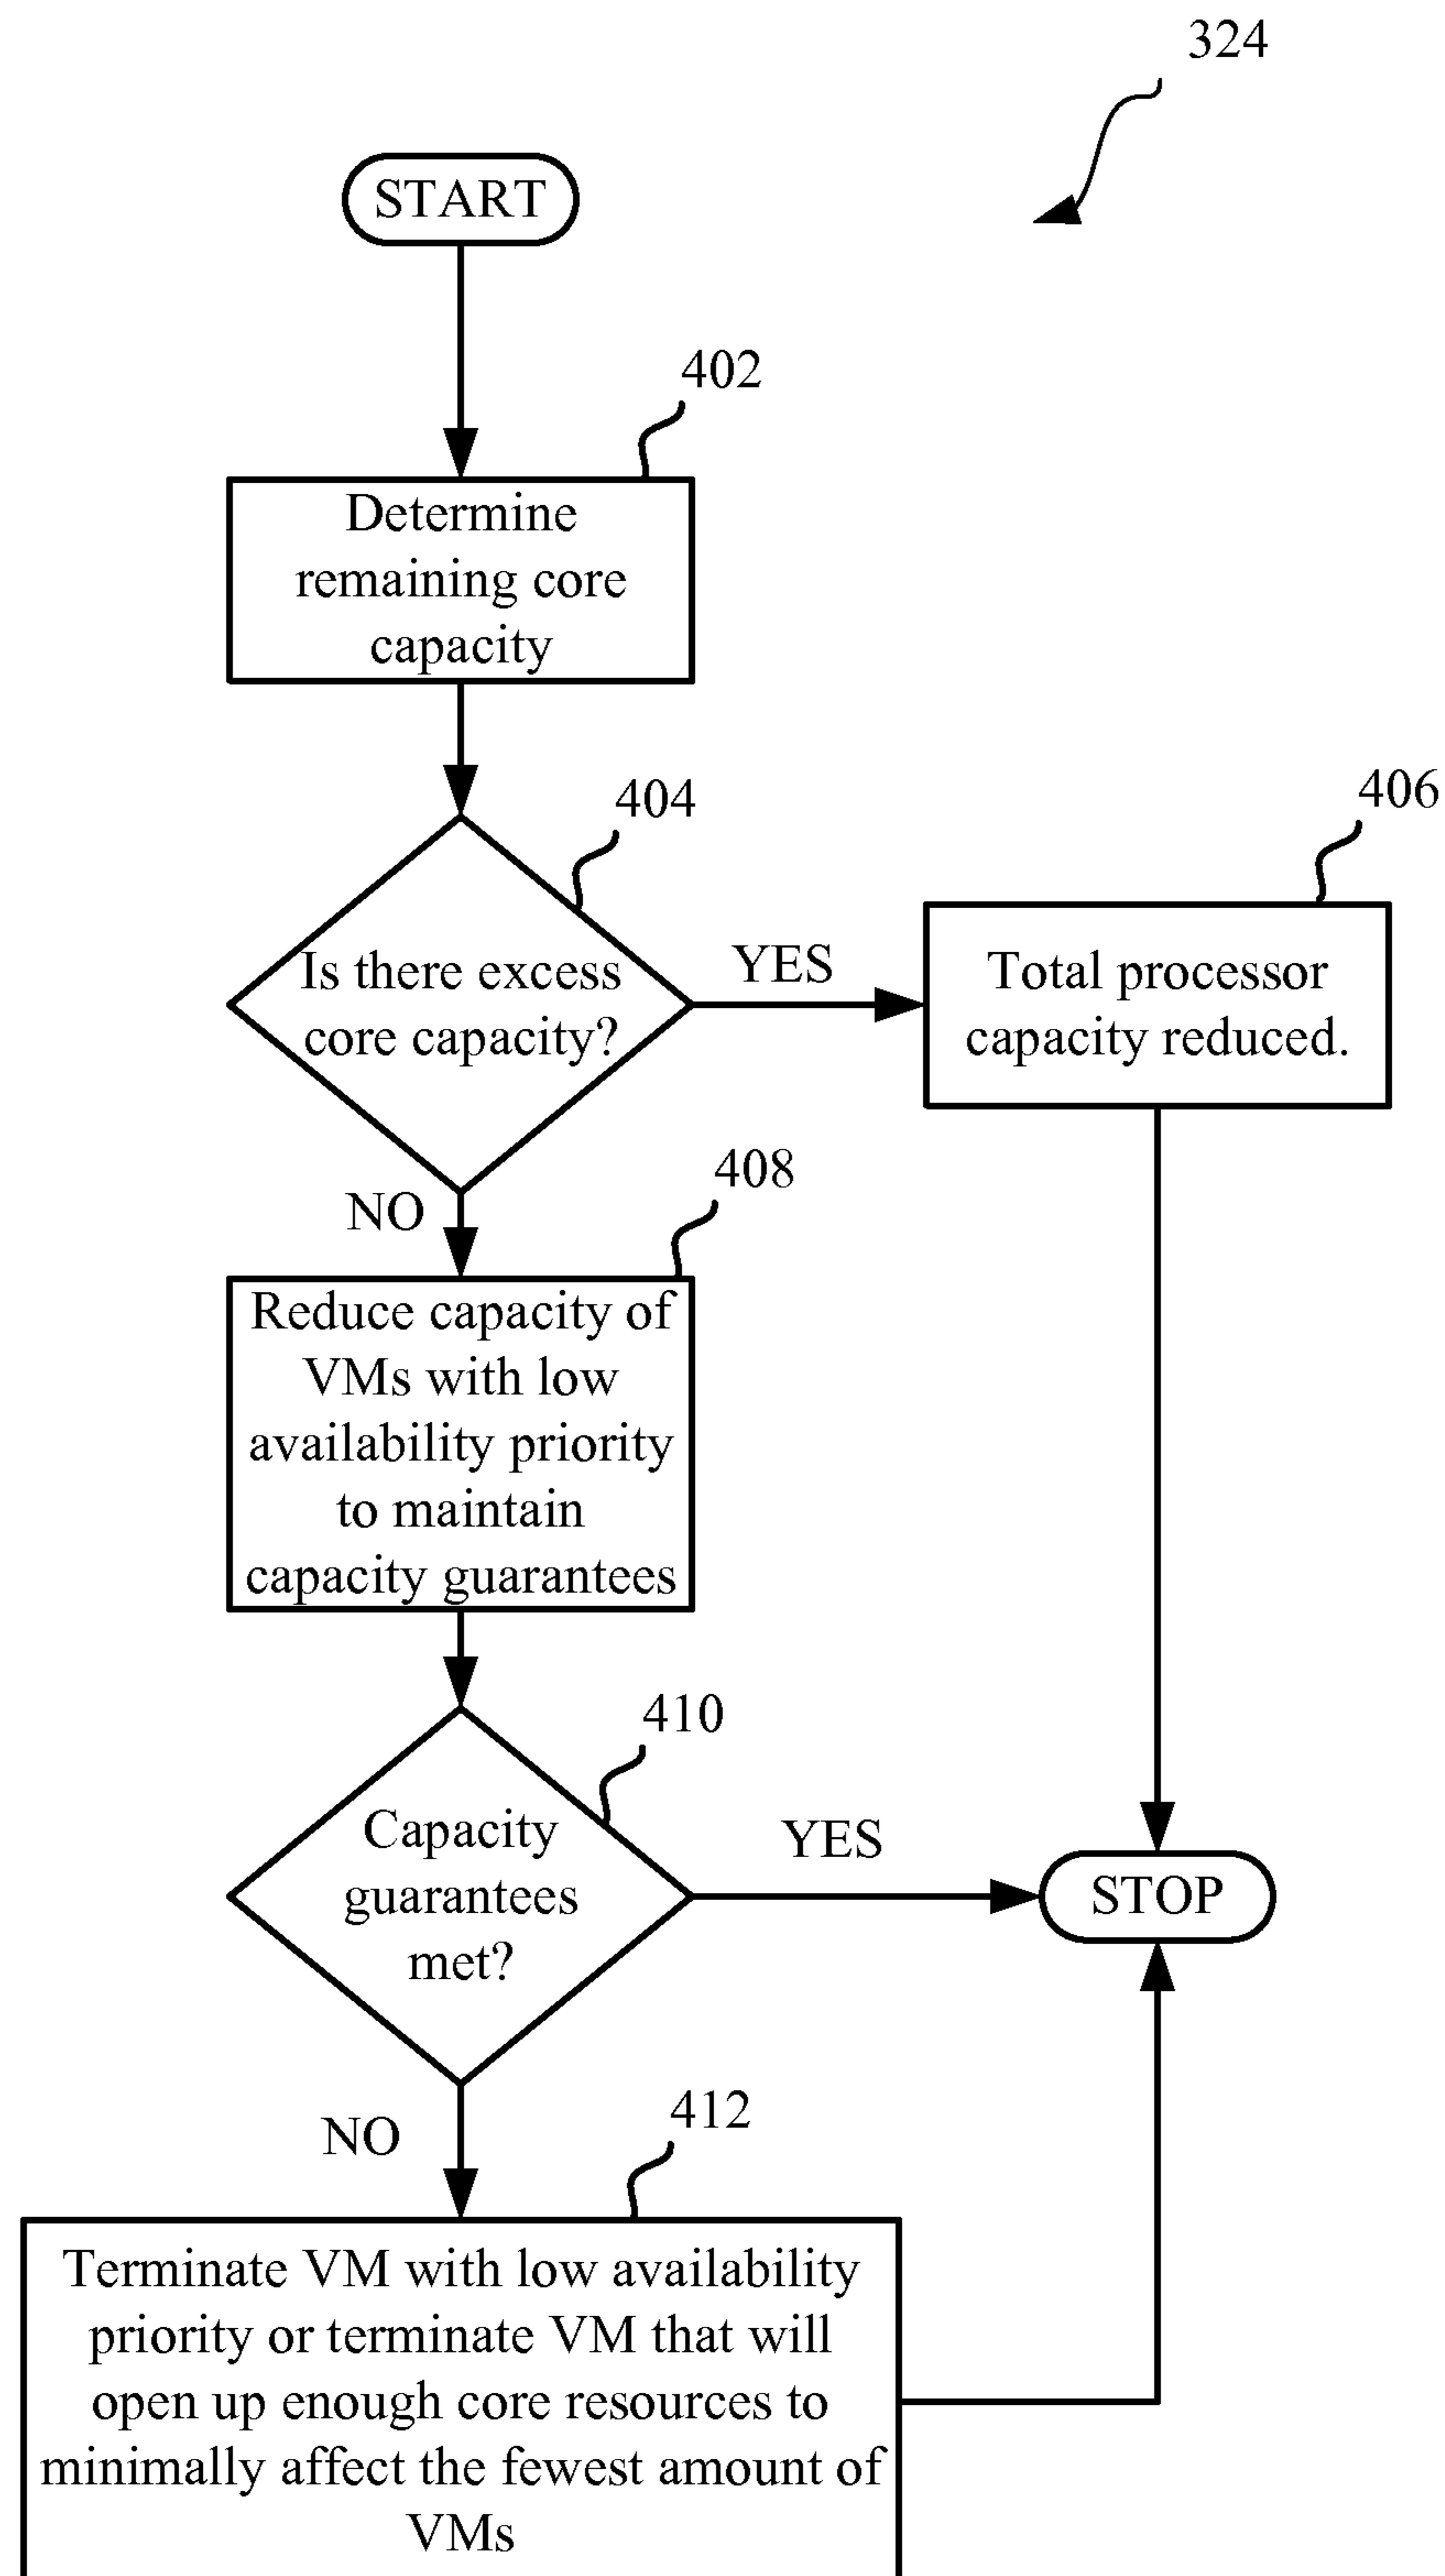 324
START
402
Determine
remaining core
capacity
404
406
Is there excess
core capacity?
YES
Total processor
capacity reduced.
NO
408
Reduce capacity of
VMs with low
availability priority
to maintain
capacity guarantees
410
Capacity
guarantees
met?
YES
STOP
NO
412
Terminate VM with low availability
priority or terminate VM that will
open up enough core resources to
minimally affect the fewest amount of
VMs